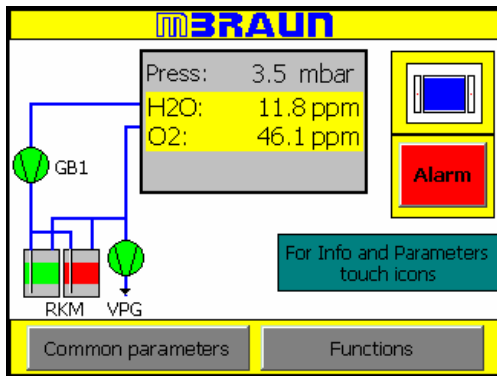 mBRAUN
Press: 3.5 mbar
H2O: 11.8 ppm
O2: 46.1 ppm
GB1
Alarm
For Info and Parameters
touch icons
RKM VPG
Common parameters Functions